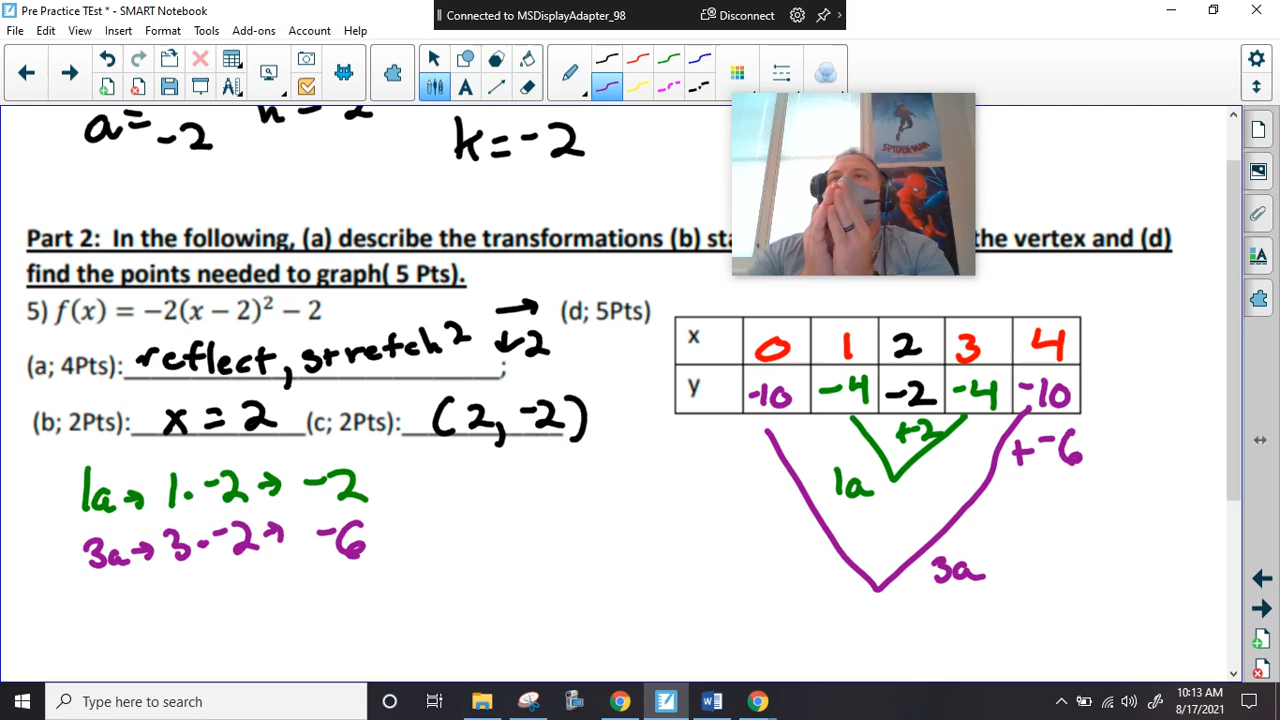 Pre Practice TEst * - SMART Notebook
Connected to MSDisplayAdapter_98
Disconnect
File Edit View Insert Format Tools Add-ons Account Help
a = -2
k = -2
SPIDER-MAN
Part 2: In the following, (a) describe the transformations (b) sta the vertex and (d)
find the points needed to graph( 5 Pts).
5) f(x) = −2(x − 2)² − 2 → (d; 5Pts)
(a; 4Pts): reflect, stretch 2 ↓2 ;
(b; 2Pts): x = 2 (c; 2Pts): (2, -2)
x 0 1 2 3 4
y -10 -4 -2 -4 -10
+2 + -6
1a
3a
1a → 1 · -2 → -2
3a → 3 · -2 → -6
Type here to search
10:13 AM
8/17/2021